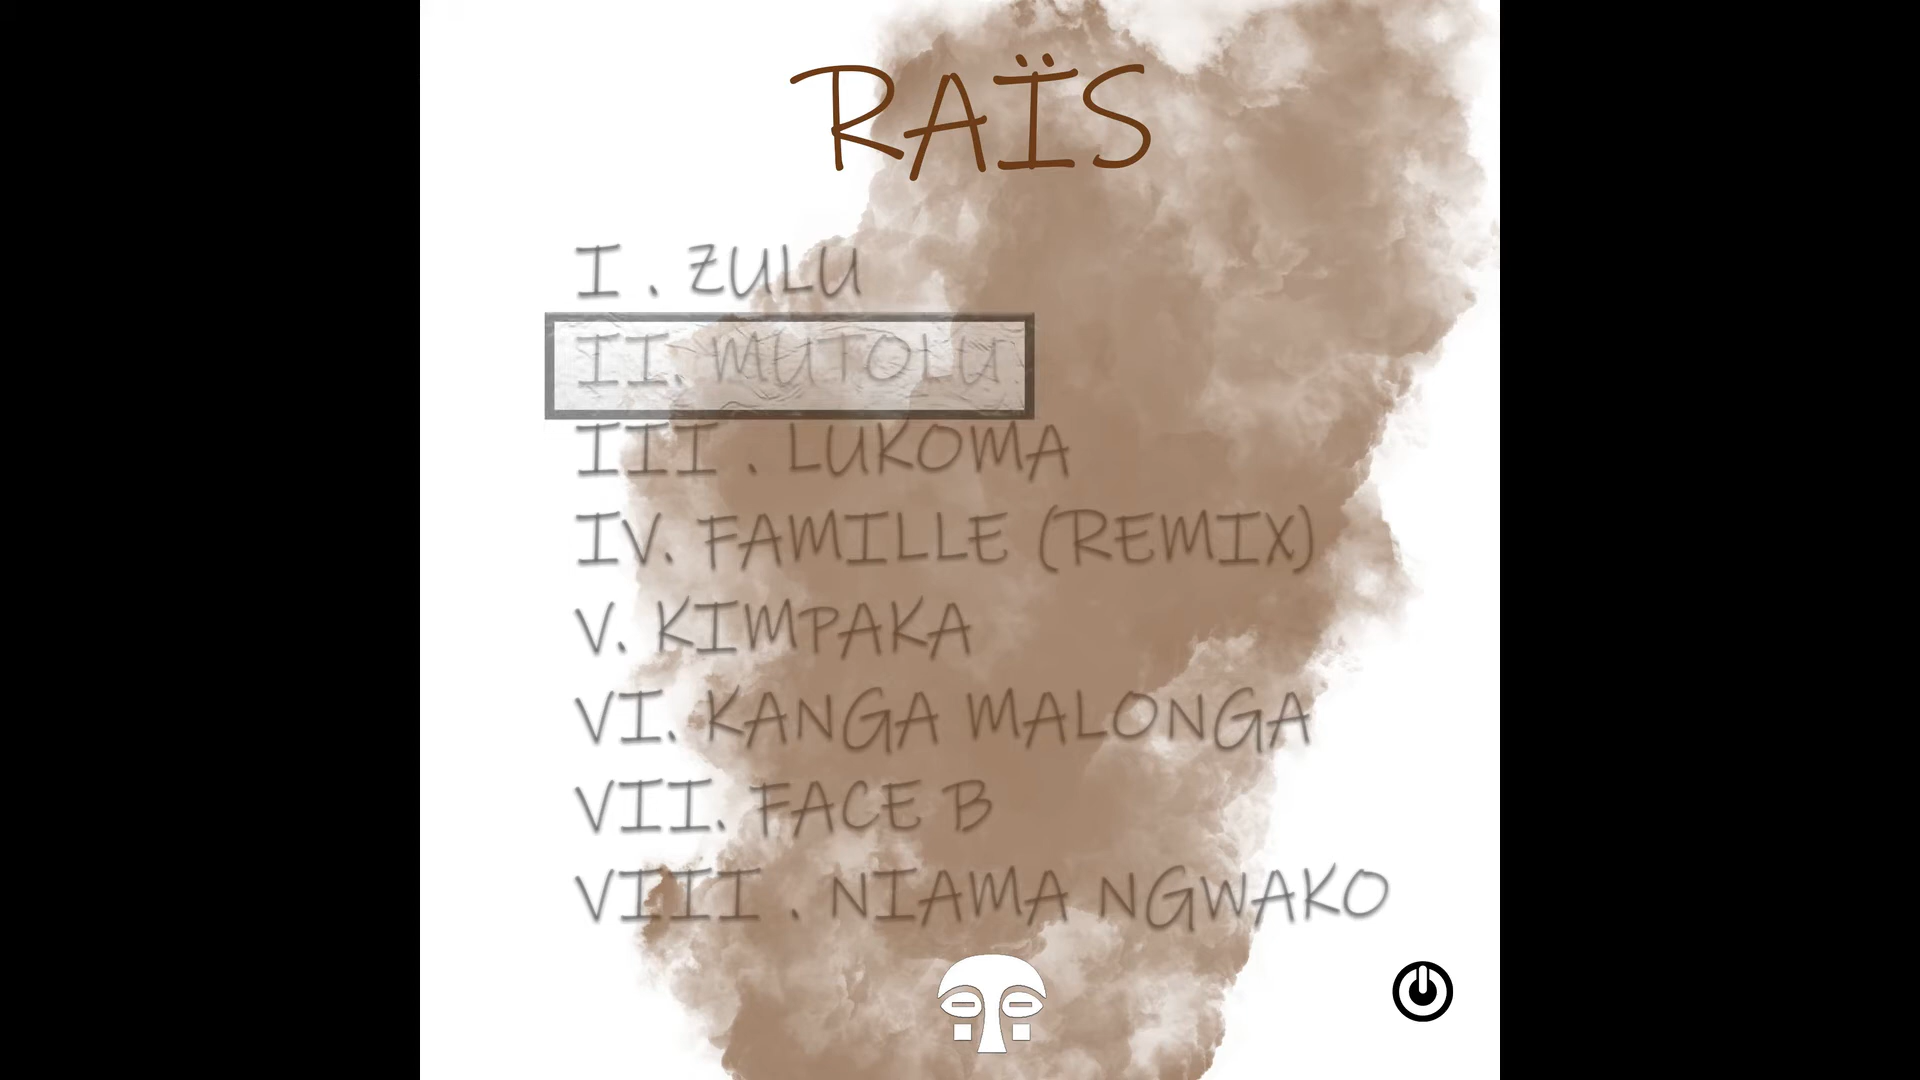 RAÏS
I . ZULU
II. MUTOLU
III . LUKOMA
IV. FAMILLE (REMIX)
V. KIMPAKA
VI. KANGA MALONGA
VII. FACE B
VIII . NIAMA NGWAKO